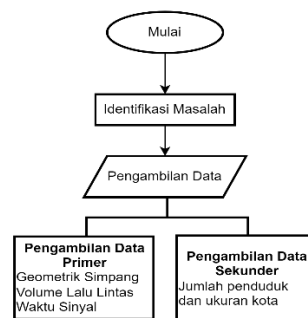 Mulai
Identifikasi Masalah
Pengambilan Data
Pengambilan Data
Primer
Geometrik Simpang
Volume Lalu Lintas
Waktu Sinyal
Pengambilan Data
Sekunder
Jumlah penduduk
dan ukuran kota